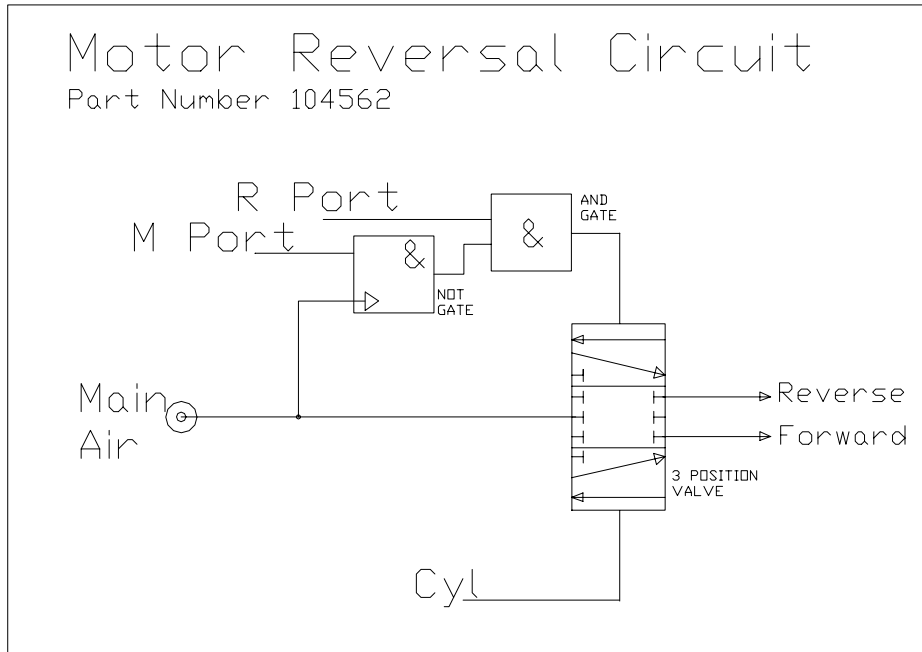 Motor Reversal Circuit
Part Number 104562
R Port
AND
GATE
M Port
&
&
NOT
GATE
Main
Air
Reverse
Forward
3 POSITION
VALVE
Cyl